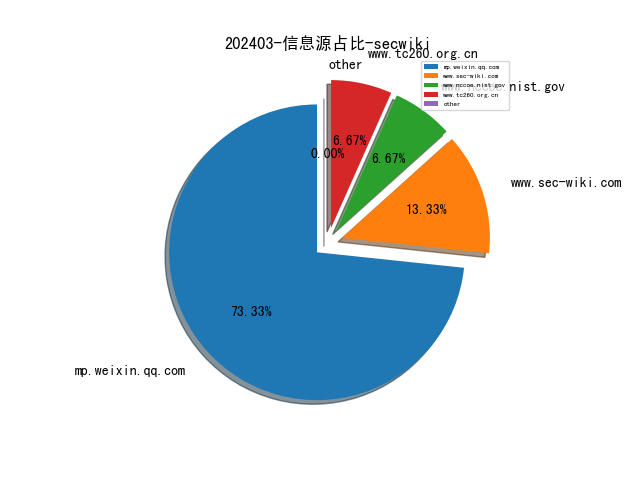 202403-信息源占比-secwiki
www.tc260.org.cn
other
mp.weixin.qq.com
www.sec-wiki.com
www.nccoe.nist.gov
www.tc260.org.cn
other
www.nccoe.nist.gov
6.67%
0.00%
6.67%
www.sec-wiki.com
13.33%
73.33%
mp.weixin.qq.com